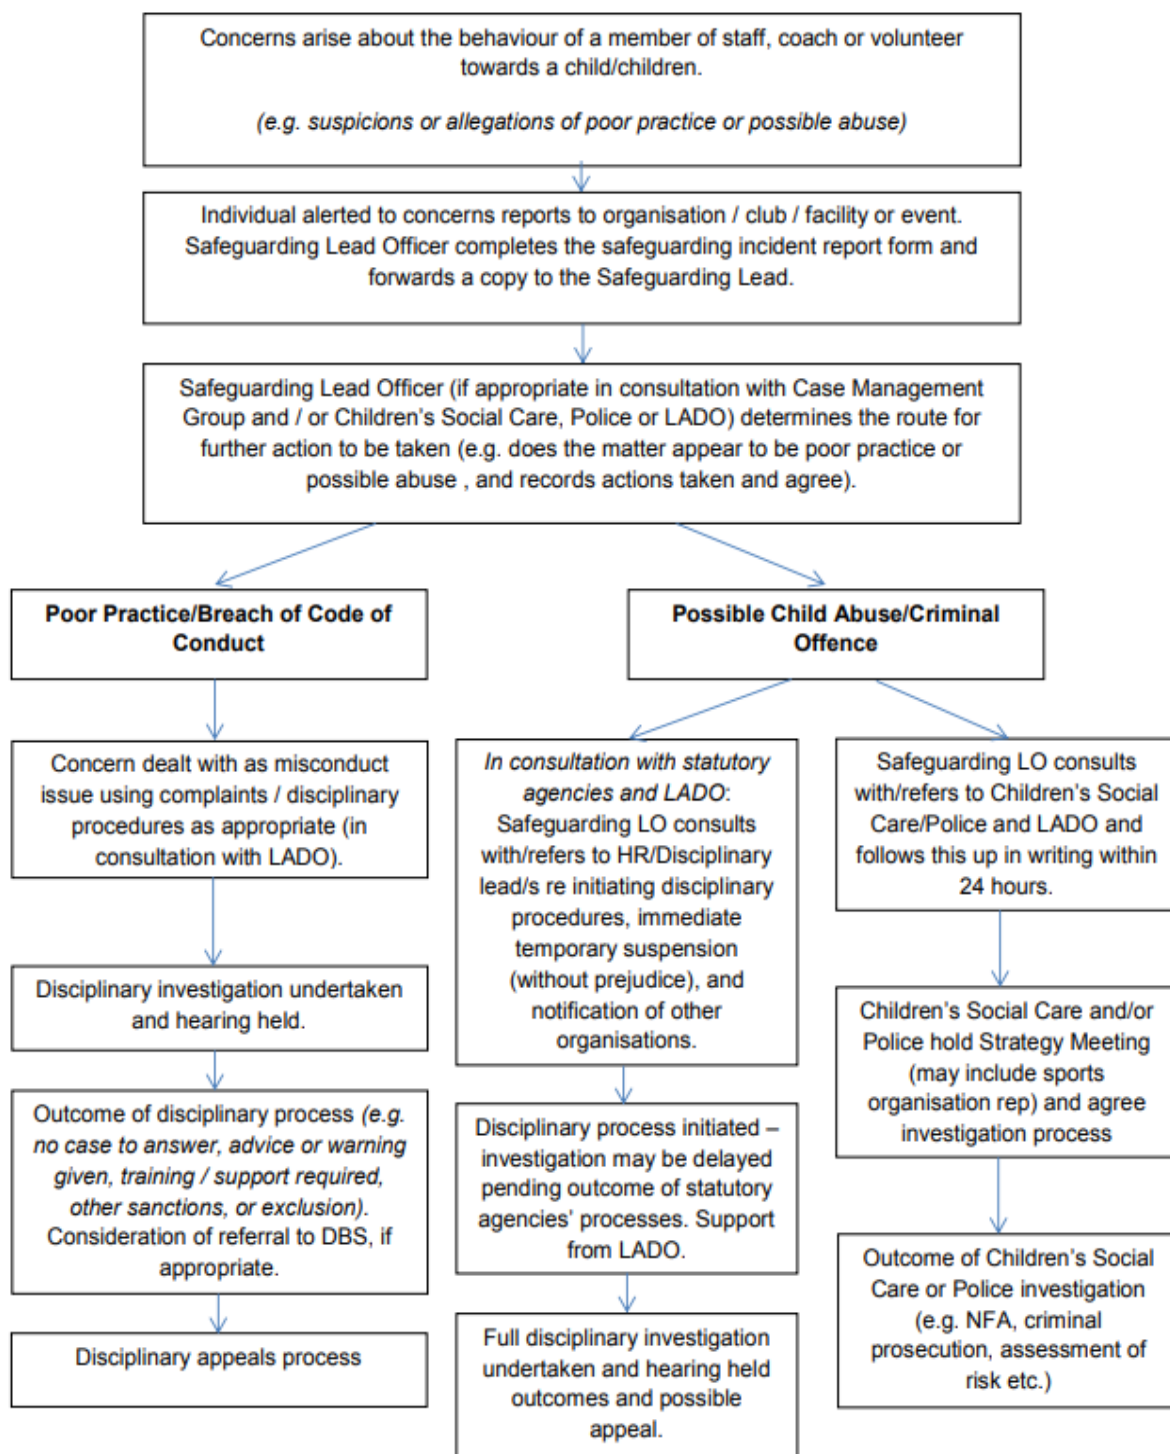 Concerns arise about the behaviour of a member of staff, coach or volunteer
towards a child/children.
(e.g. suspicions or allegations of poor practice or possible abuse)
Individual alerted to concerns reports to organisation / club / facility or event.
Safeguarding Lead Officer completes the safeguarding incident report form and
forwards a copy to the Safeguarding Lead.
Safeguarding Lead Officer (if appropriate in consultation with Case Management
Group and / or Children's Social Care, Police or LADO) determines the route for
further action to be taken (e.g. does the matter appear to be poor practice or
possible abuse , and records actions taken and agree).
Poor Practice/Breach of Code of
Conduct
Concern dealt with as misconduct
issue using complaints / disciplinary
procedures as appropriate (in
consultation with LADO).
Disciplinary investigation undertaken
and hearing held.
Outcome of disciplinary process (e.g.
no case to answer, advice or warning
given, training / support required,
other sanctions, or exclusion).
Consideration of referral to DBS, if
appropriate.
Disciplinary appeals process
Possible Child Abuse/Criminal
Offence
In consultation with statutory
agencies and LADO:
Safeguarding LO consults
with/refers to HR/Disciplinary
lead/s re initiating disciplinary
procedures, immediate
temporary suspension
(without prejudice), and
notification of other
organisations.
Disciplinary process initiated –
investigation may be delayed
pending outcome of statutory
agencies' processes. Support
from LADO.
Full disciplinary investigation
undertaken and hearing held
outcomes and possible
appeal.
Safeguarding LO consults
with/refers to Children's Social
Care/Police and LADO and
follows this up in writing within
24 hours.
Children's Social Care and/or
Police hold Strategy Meeting
(may include sports
organisation rep) and agree
investigation process
Outcome of Children's Social
Care or Police investigation
(e.g. NFA, criminal
prosecution, assessment of
risk etc.)